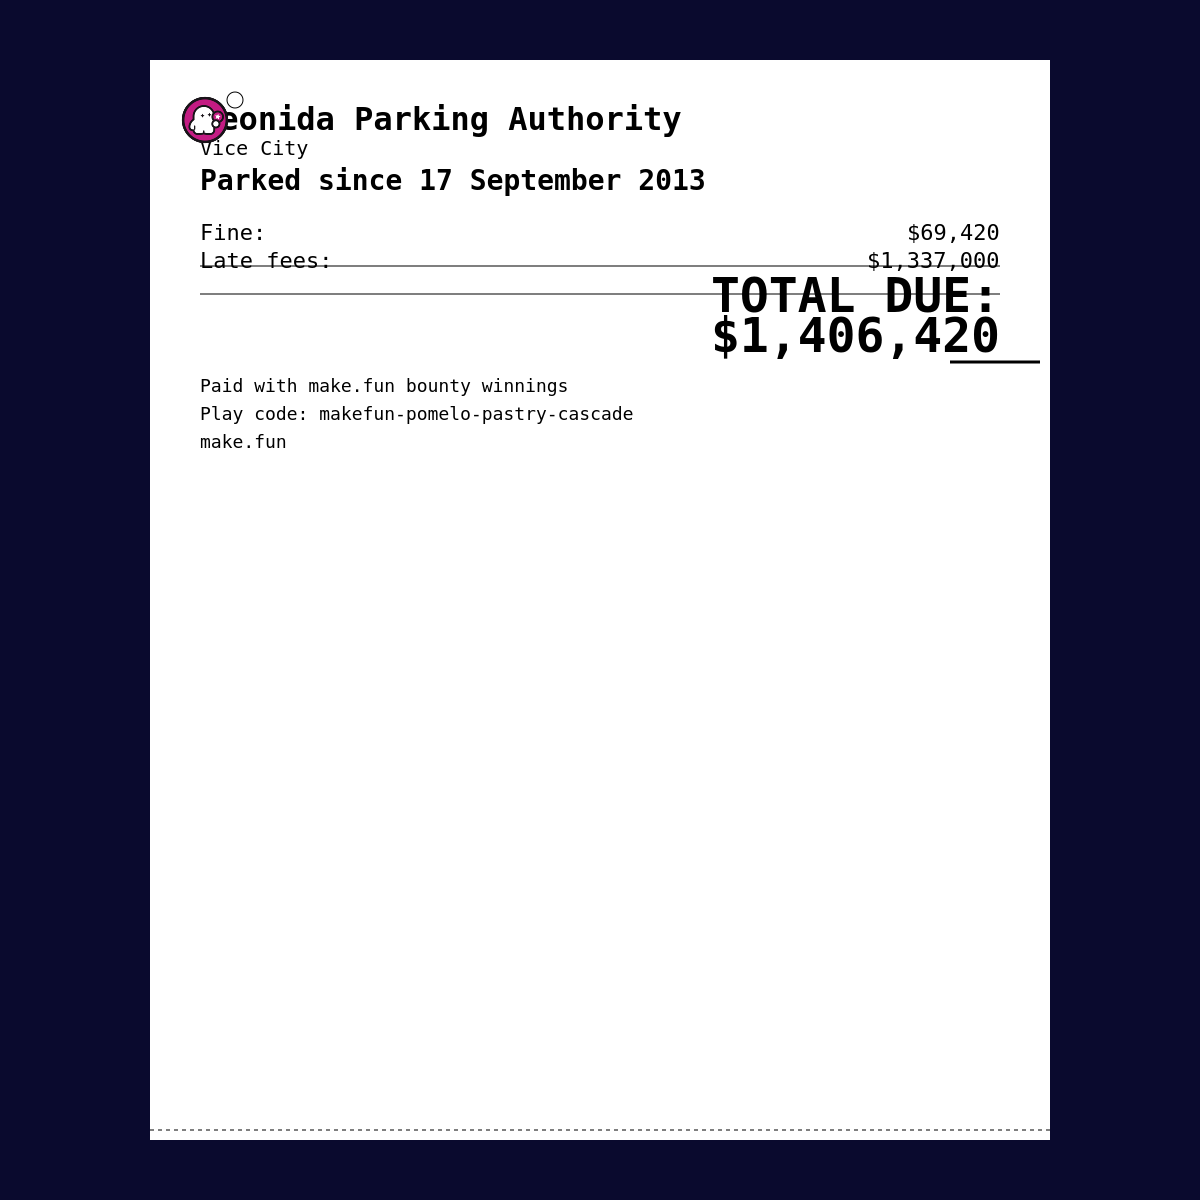 Leonida Parking Authority
Vice City
Parked since 17 September 2013
Fine: $69,420
Late fees: $1,337,000
TOTAL DUE:
$1,406,420
Paid with make.fun bounty winnings
Play code: makefun-pomelo-pastry-cascade
make.fun